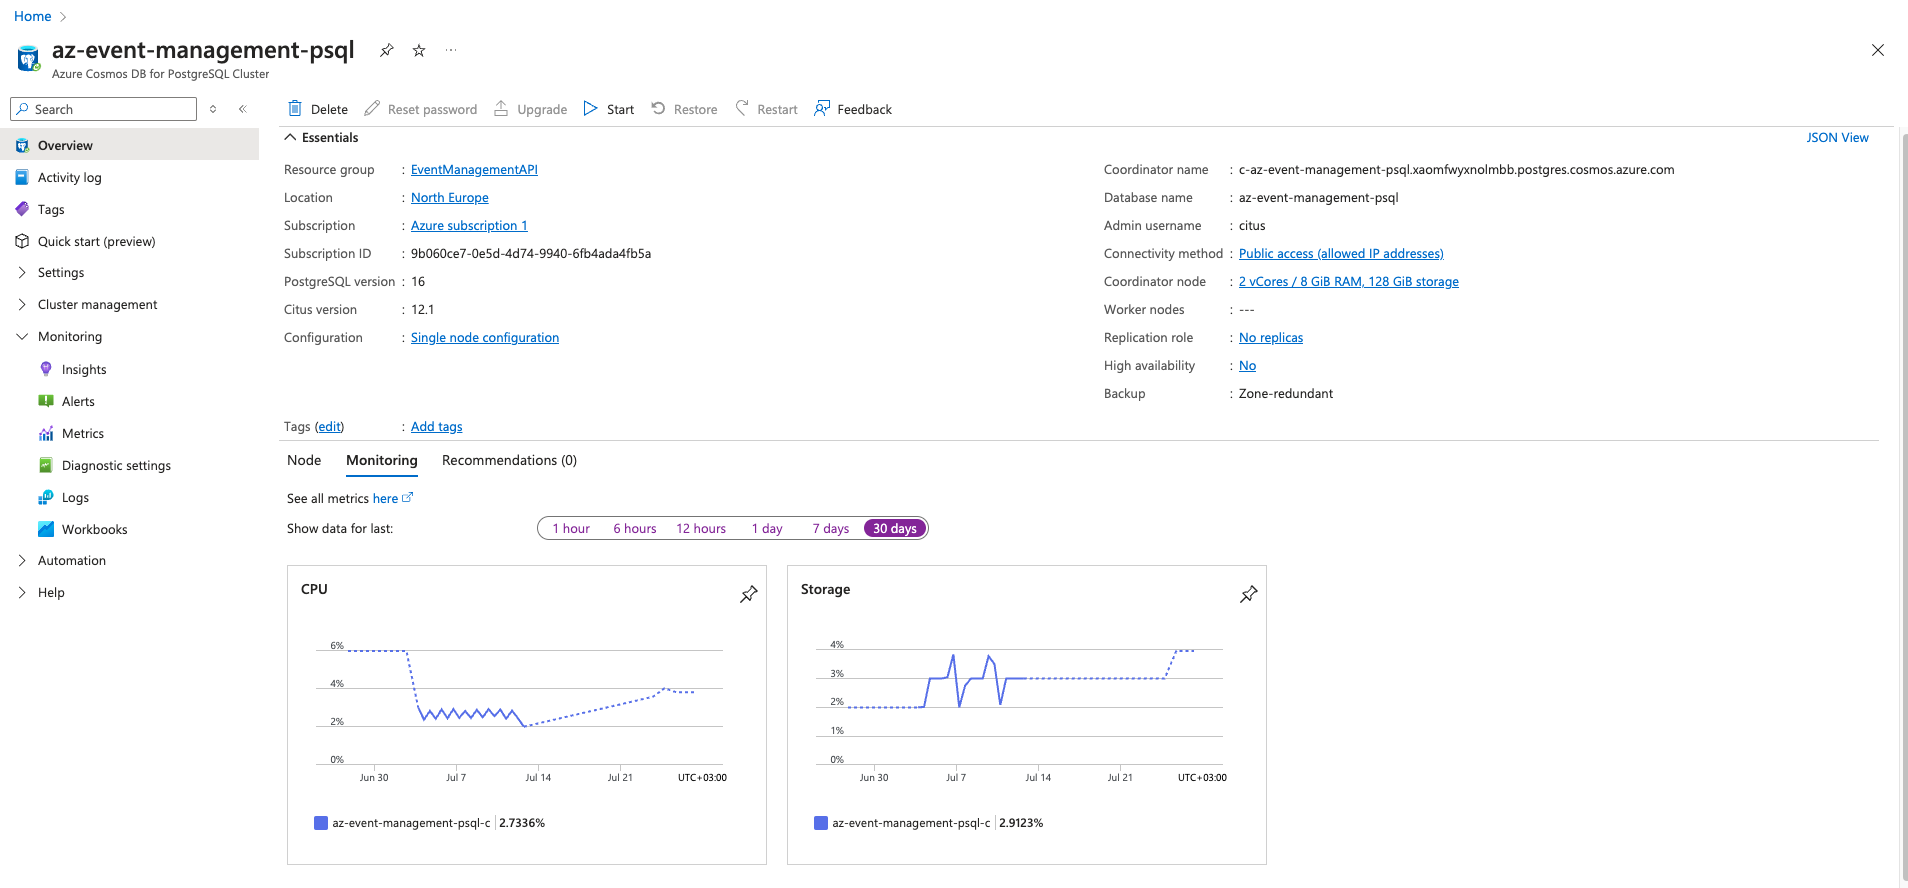 Home
az-event-management-psql
Azure Cosmos DB for PostgreSQL Cluster
Search
Delete
Reset password
Upgrade
Start
Restore
Restart
Feedback
Overview
Activity log
Tags
Quick start (preview)
Settings
Cluster management
Monitoring
Insights
Alerts
Metrics
Diagnostic settings
Logs
Workbooks
Automation
Help
Essentials
JSON View
Resource group : EventManagementAPI
Location : North Europe
Subscription : Azure subscription 1
Subscription ID : 9b060ce7-0e5d-4d74-9940-6fb4ada4fb5a
PostgreSQL version : 16
Citus version : 12.1
Configuration : Single node configuration
Coordinator name : c-az-event-management-psql.xaomfwyxnolmbb.postgres.cosmos.azure.com
Database name : az-event-management-psql
Admin username : citus
Connectivity method : Public access (allowed IP addresses)
Coordinator node : 2 vCores / 8 GiB RAM, 128 GiB storage
Worker nodes : ---
Replication role : No replicas
High availability : No
Backup : Zone-redundant
Tags (edit) : Add tags
Node
Monitoring
Recommendations (0)
See all metrics here
Show data for last:
1 hour
6 hours
12 hours
1 day
7 days
30 days
CPU
6%
4%
2%
0%
Jun 30
Jul 7
Jul 14
Jul 21
UTC+03:00
az-event-management-psql-c 2.7336%
Storage
4%
3%
2%
1%
0%
Jun 30
Jul 7
Jul 14
Jul 21
UTC+03:00
az-event-management-psql-c 2.9123%